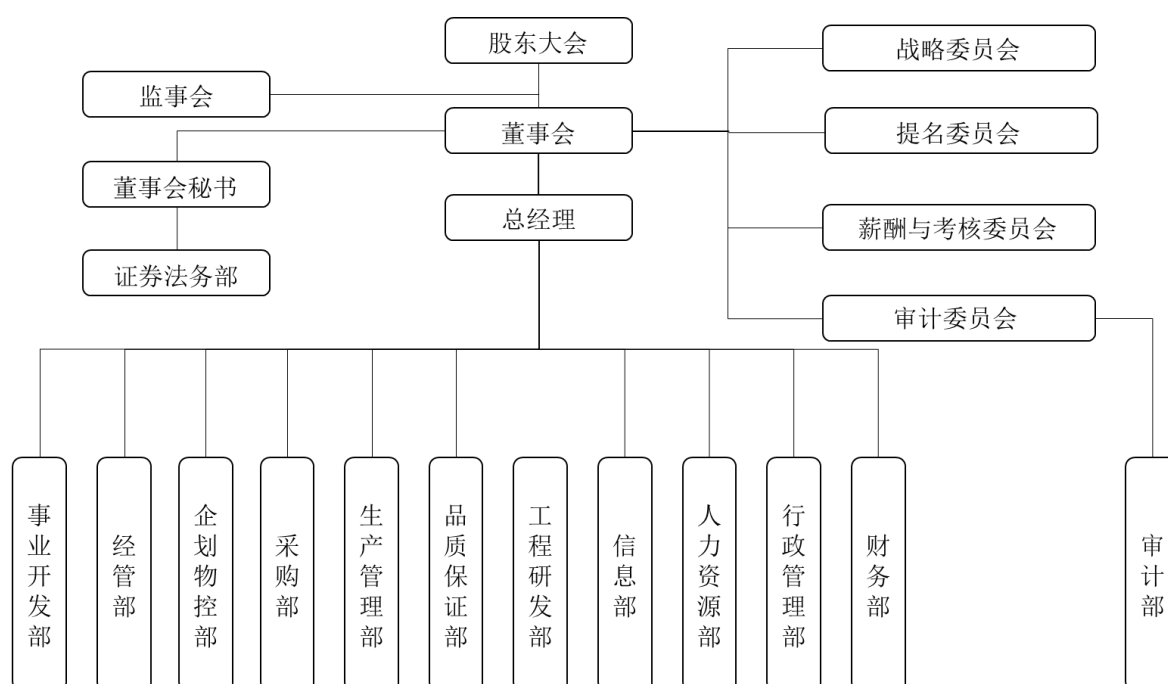 股东大会
战略委员会
监事会
董事会
提名委员会
董事会秘书
总经理
薪酬与考核委员会
证券法务部
审计委员会
事业开发部
经管部
企划物控部
采购部
生产管理部
品质保证部
工程研发部
信息部
人力资源部
行政管理部
财务部
审计部